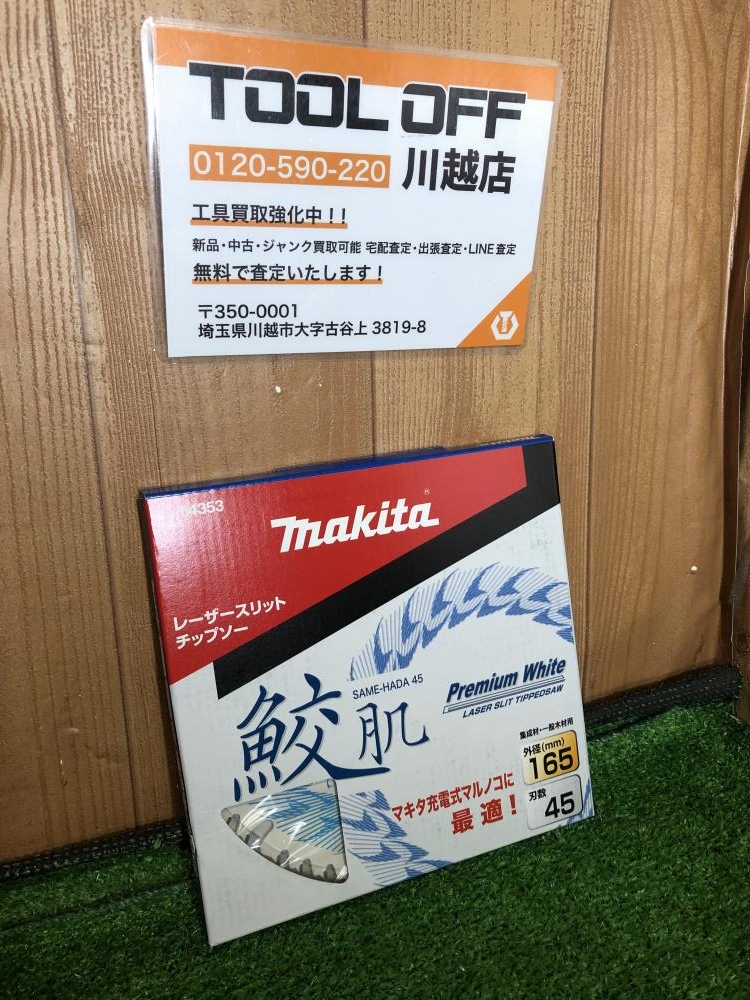 TOOL OFF
0120-590-220 川越店
工具買取強化中！！
新品・中古・ジャンク買取可能 宅配査定・出張査定・LINE査定
無料で査定いたします！
〒350-0001
埼玉県川越市大字古谷上 3819-8
64353
makita
レーザースリット
チップソー
鮫肌
SAME-HADA 45
Premium White
LASER SLIT TIPPEDSAW
集成材・一般木材用
外径(mm)
165
刃数
45
マキタ充電式マルノコに
最適！